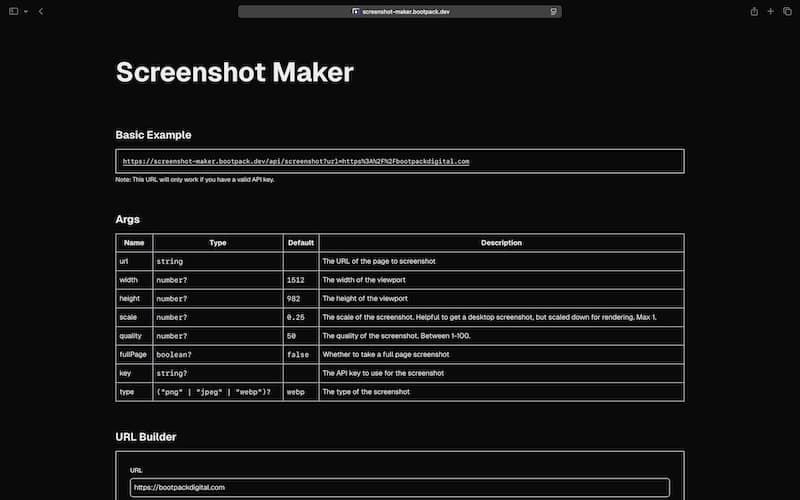 screenshot-maker.bootpack.dev
Screenshot Maker
Basic Example
https://screenshot-maker.bootpack.dev/api/screenshot?url=https%3A%2F%2Fbootpackdigital.com
Note: This URL will only work if you have a valid API key.
Args
Name Type Default Description
url string The URL of the page to screenshot
width number? 1512 The width of the viewport
height number? 982 The height of the viewport
scale number? 0.25 The scale of the screenshot. Helpful to get a desktop screenshot, but scaled down for rendering. Max 1.
quality number? 50 The quality of the screenshot. Between 1-100.
fullPage boolean? false Whether to take a full page screenshot
key string? The API key to use for the screenshot
type ("png" | "jpeg" | "webp")? webp The type of the screenshot
URL Builder
URL
https://bootpackdigital.com